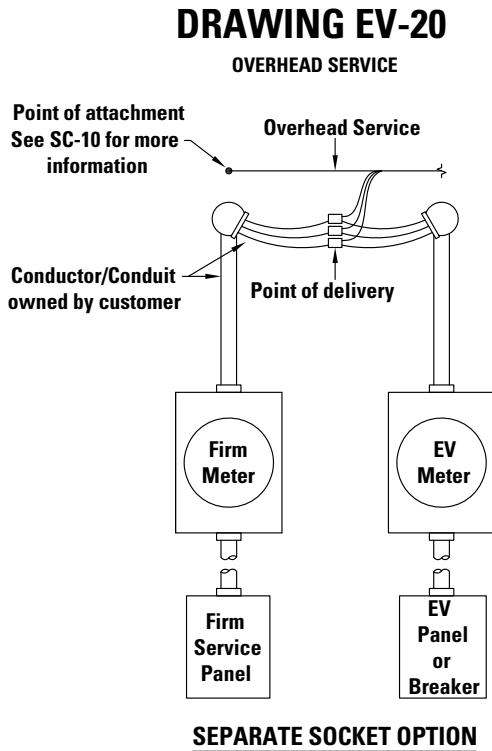 DRAWING EV-20
OVERHEAD SERVICE
Point of attachment
See SC-10 for more
information
Overhead Service
Conductor/Conduit
owned by customer
Point of delivery
Firm
Meter
EV
Meter
Firm
Service
Panel
EV
Panel
or
Breaker
SEPARATE SOCKET OPTION